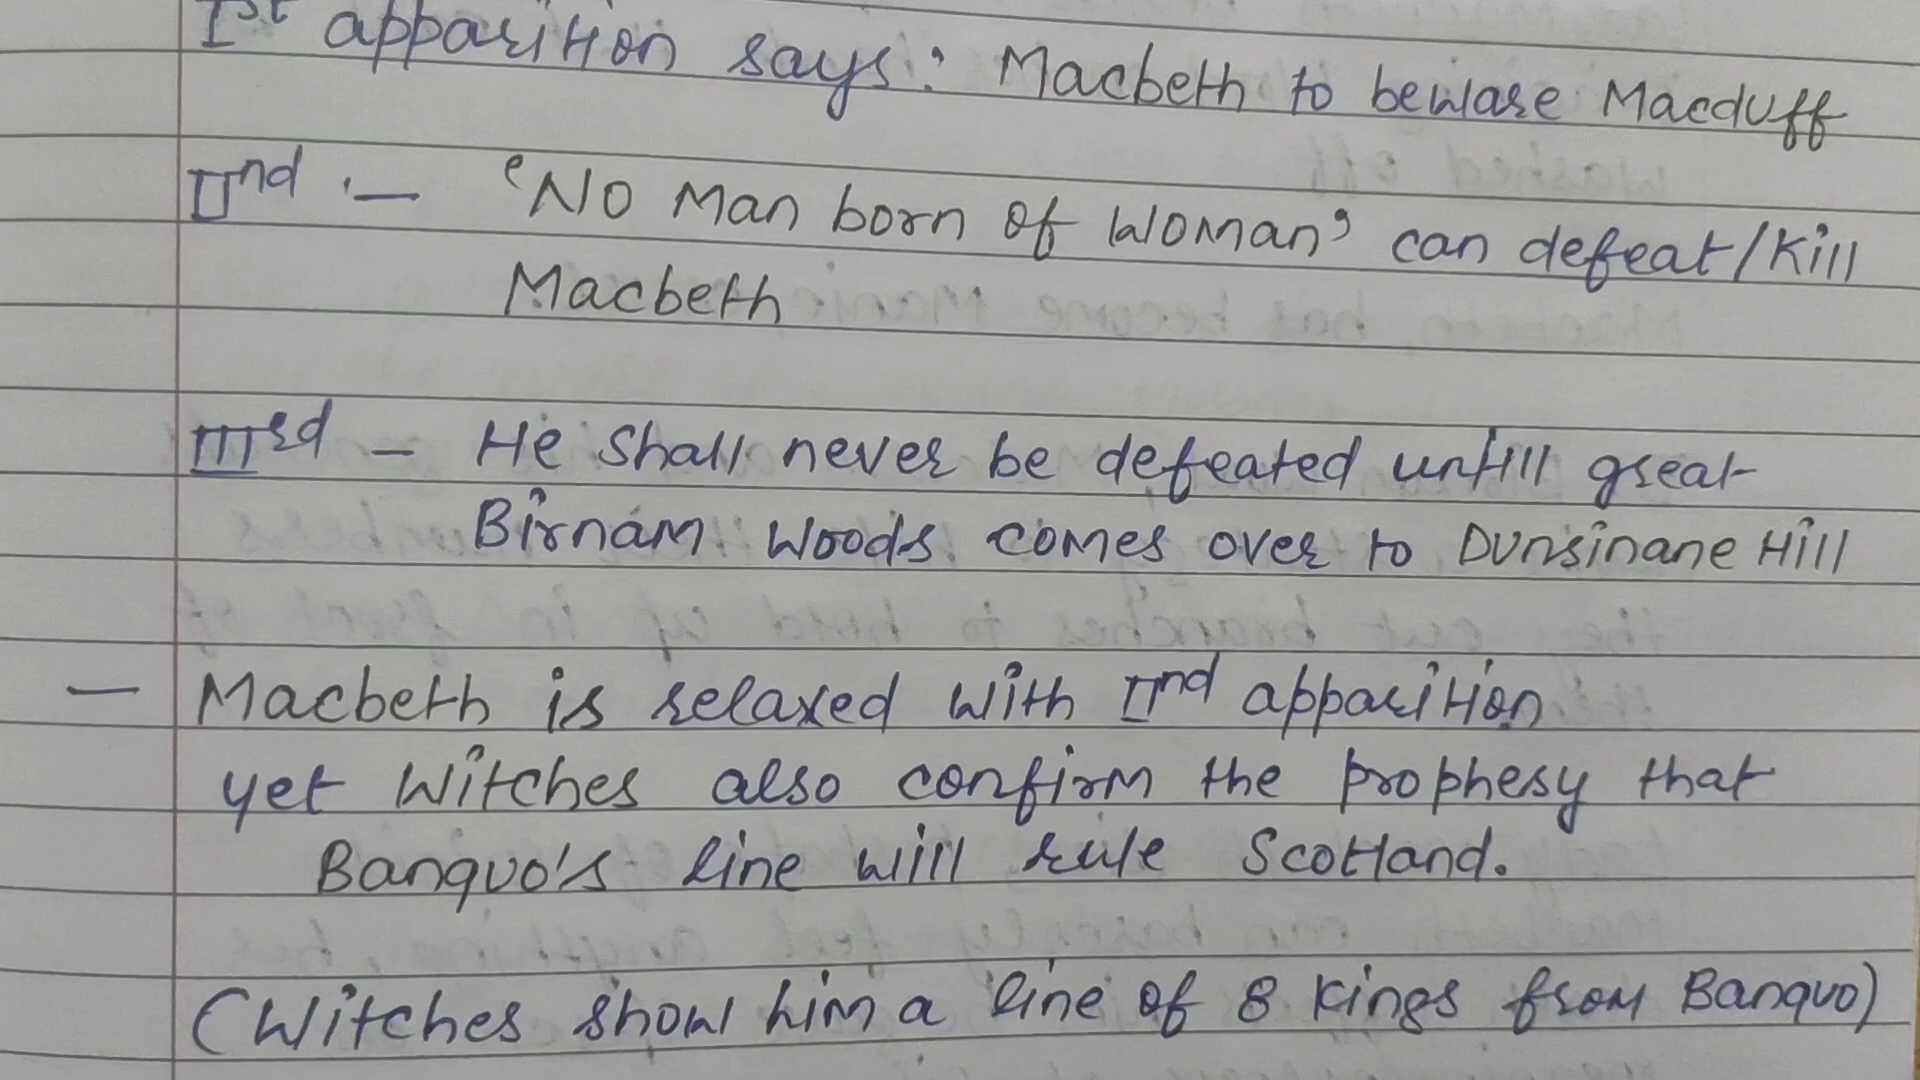 Ist apparition says: Macbeth to beware Macduff
IInd - 'No Man born of Woman' can defeat/kill
Macbeth
IIIrd - He shall never be defeated untill great
Birnam Woods comes over to Dunsinane Hill
- Macbeth is relaxed with IInd apparition
yet Witches also confirm the prophesy that
Banquo's line will rule Scotland.
(Witches show him a line of 8 Kings from Banquo)